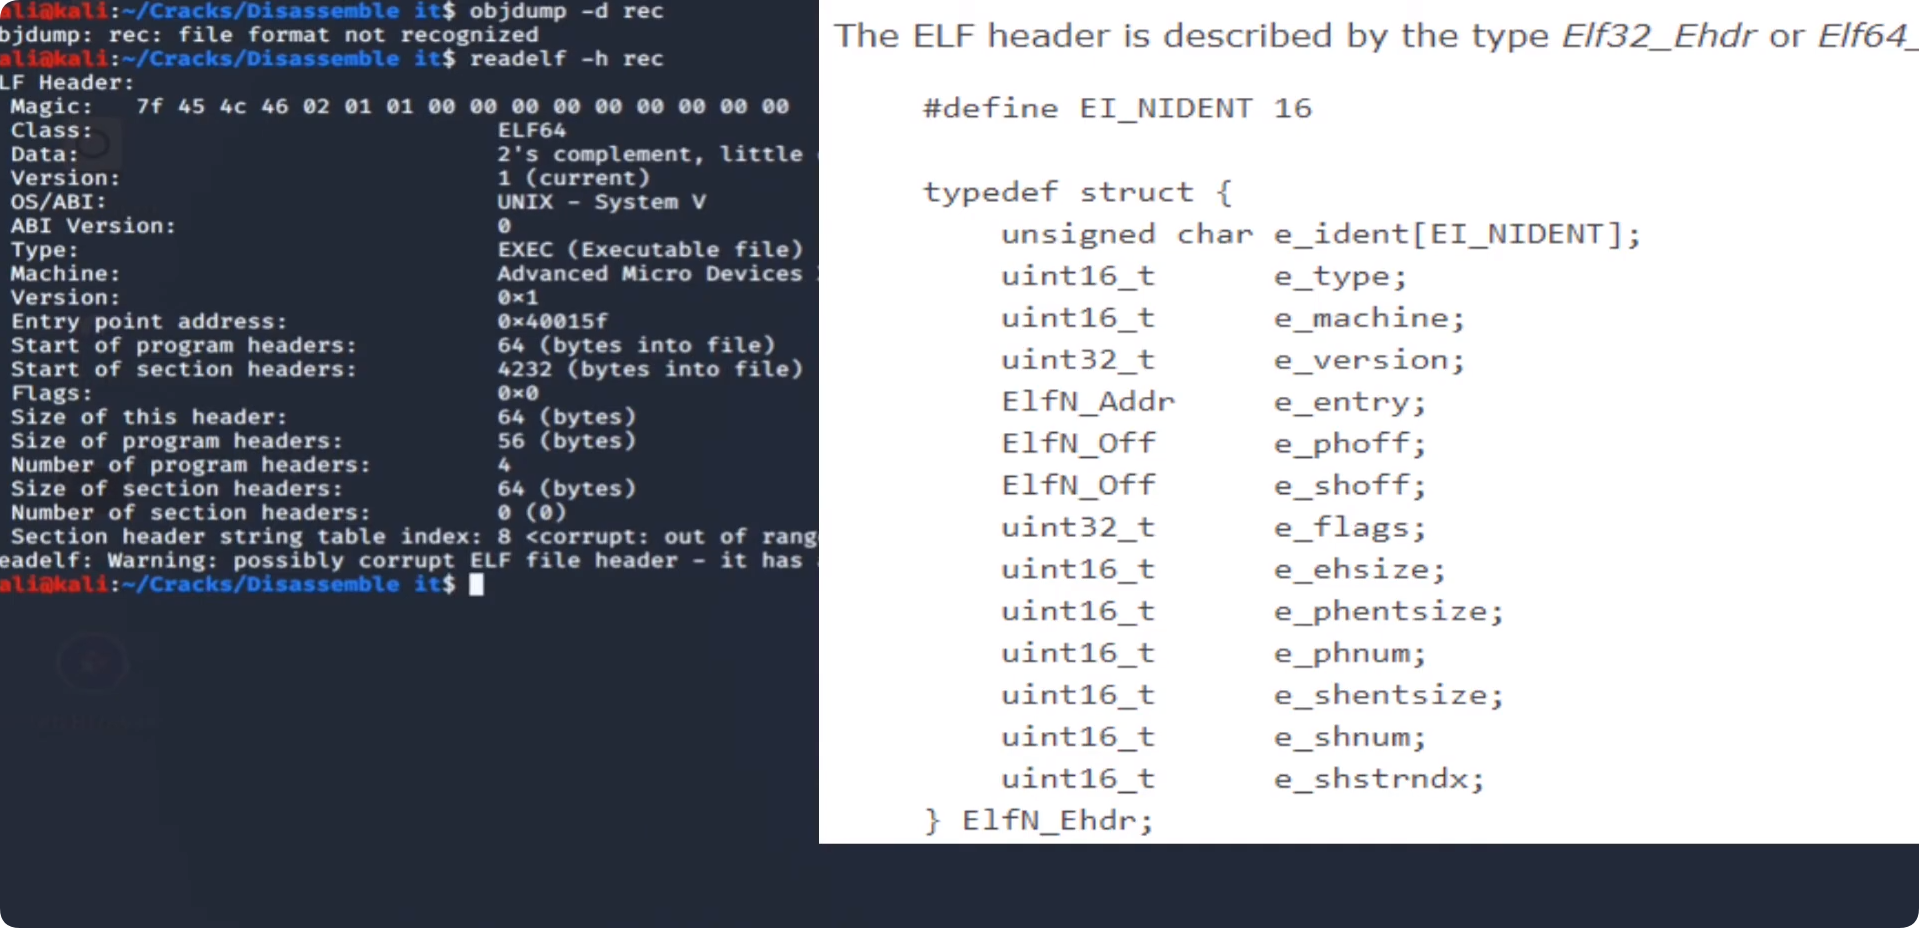 ali@kali:~/Cracks/Disassemble it$ objdump -d rec
bjdump: rec: file format not recognized
ali@kali:~/Cracks/Disassemble it$ readelf -h rec
LF Header:
Magic: 7f 45 4c 46 02 01 01 00 00 00 00 00 00 00 00 00
Class: ELF64
Data: 2's complement, little
Version: 1 (current)
OS/ABI: UNIX - System V
ABI Version: 0
Type: EXEC (Executable file)
Machine: Advanced Micro Devices
Version: 0×1
Entry point address: 0×40015f
Start of program headers: 64 (bytes into file)
Start of section headers: 4232 (bytes into file)
Flags: 0×0
Size of this header: 64 (bytes)
Size of program headers: 56 (bytes)
Number of program headers: 4
Size of section headers: 64 (bytes)
Number of section headers: 0 (0)
Section header string table index: 8 <corrupt: out of rang
eadelf: Warning: possibly corrupt ELF file header - it has
ali@kali:~/Cracks/Disassemble it$
The ELF header is described by the type Elf32_Ehdr or Elf64_
#define EI_NIDENT 16
typedef struct {
unsigned char e_ident[EI_NIDENT];
uint16_t e_type;
uint16_t e_machine;
uint32_t e_version;
ElfN_Addr e_entry;
ElfN_Off e_phoff;
ElfN_Off e_shoff;
uint32_t e_flags;
uint16_t e_ehsize;
uint16_t e_phentsize;
uint16_t e_phnum;
uint16_t e_shentsize;
uint16_t e_shnum;
uint16_t e_shstrndx;
} ElfN_Ehdr;